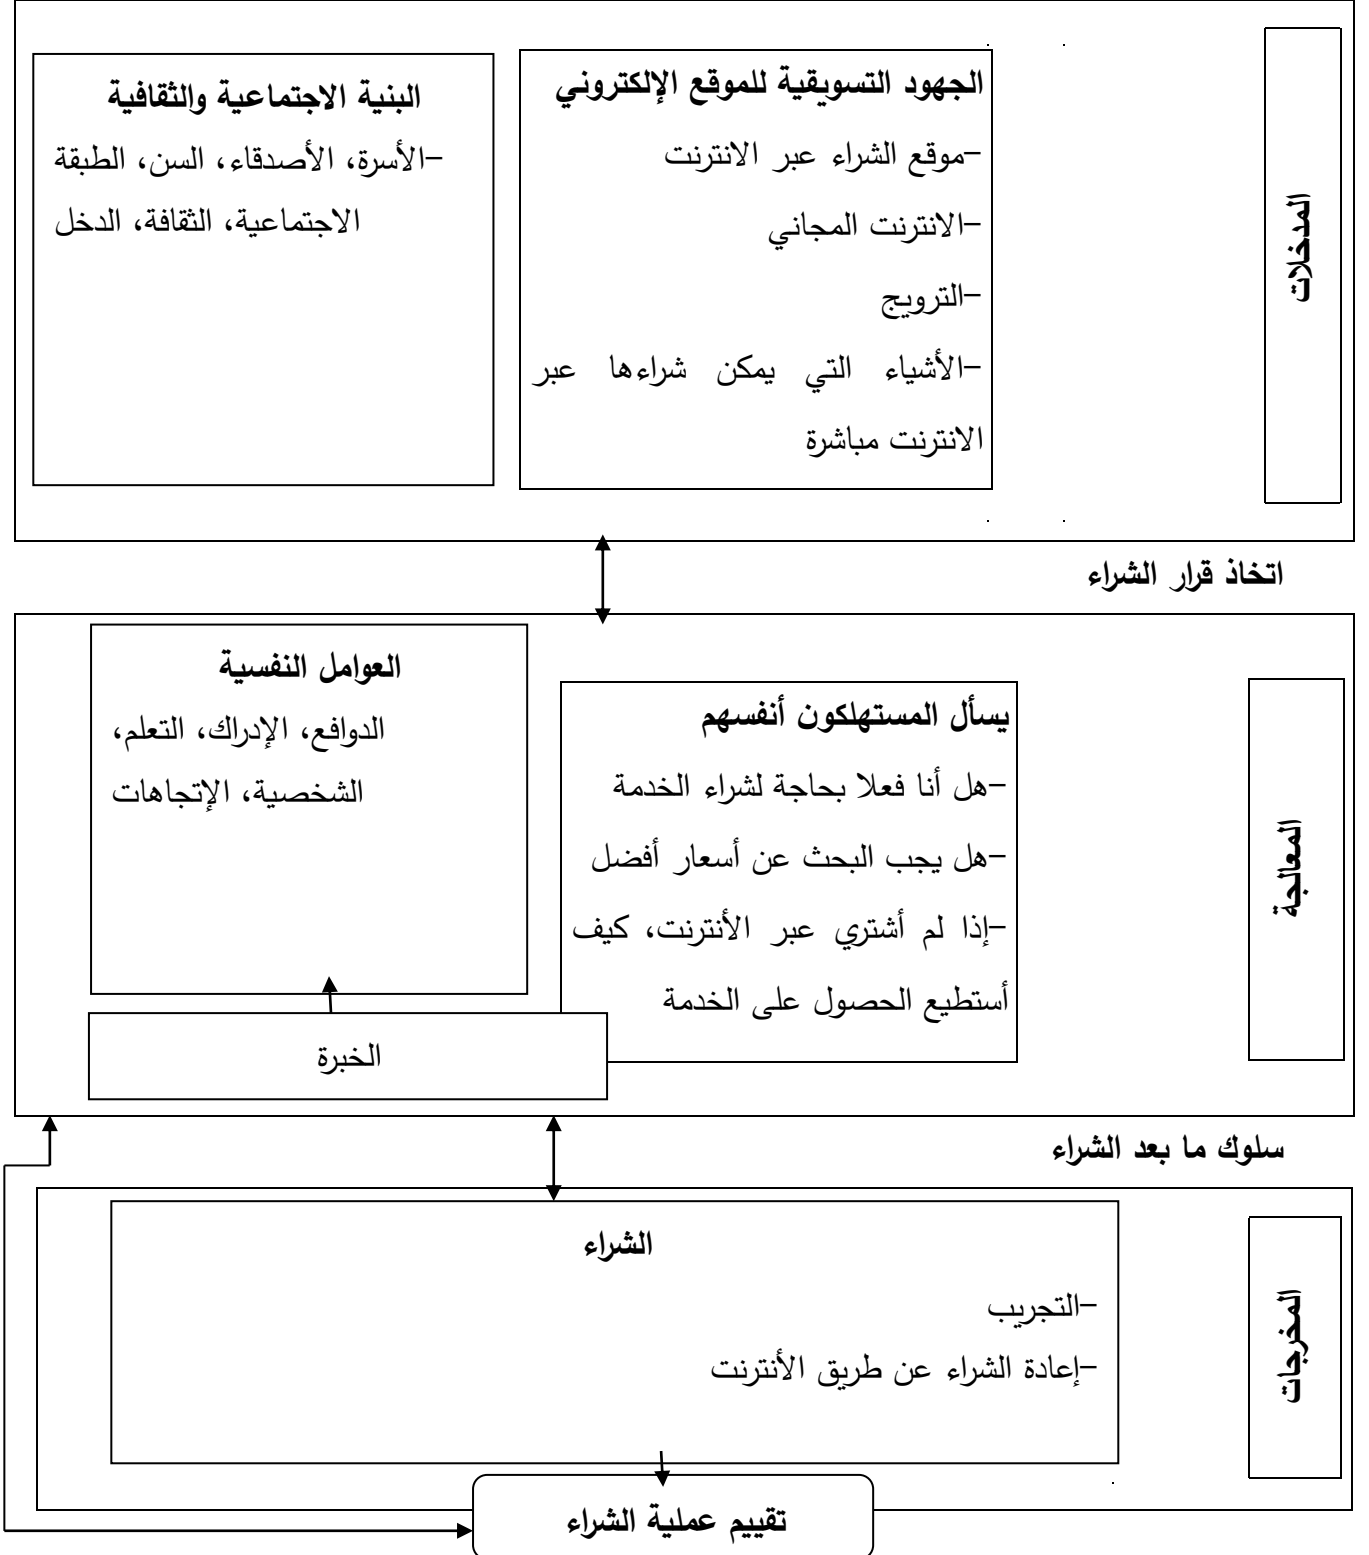 المدخلات
الجهود التسويقية للموقع الإلكتروني
-موقع الشراء عبر الانترنت
-الانترنت المجاني
-الترويج
-الأشياء التي يمكن شراءها عبر
الانترنت مباشرة
البنية الاجتماعية والثقافية
-الأسرة، الأصدقاء، السن، الطبقة
الاجتماعية، الثقافة، الدخل
اتخاذ قرار الشراء
المعالجة
يسأل المستهلكون أنفسهم
-هل أنا فعلا بحاجة لشراء الخدمة
-هل يجب البحث عن أسعار أفضل
-إذا لم أشتري عبر الأنترنت، كيف
أستطيع الحصول على الخدمة
العوامل النفسية
الدوافع، الإدراك، التعلم،
الشخصية، الإتجاهات
الخبرة
سلوك ما بعد الشراء
المخرجات
الشراء
-التجريب
-إعادة الشراء عن طريق الأنترنت
تقييم عملية الشراء